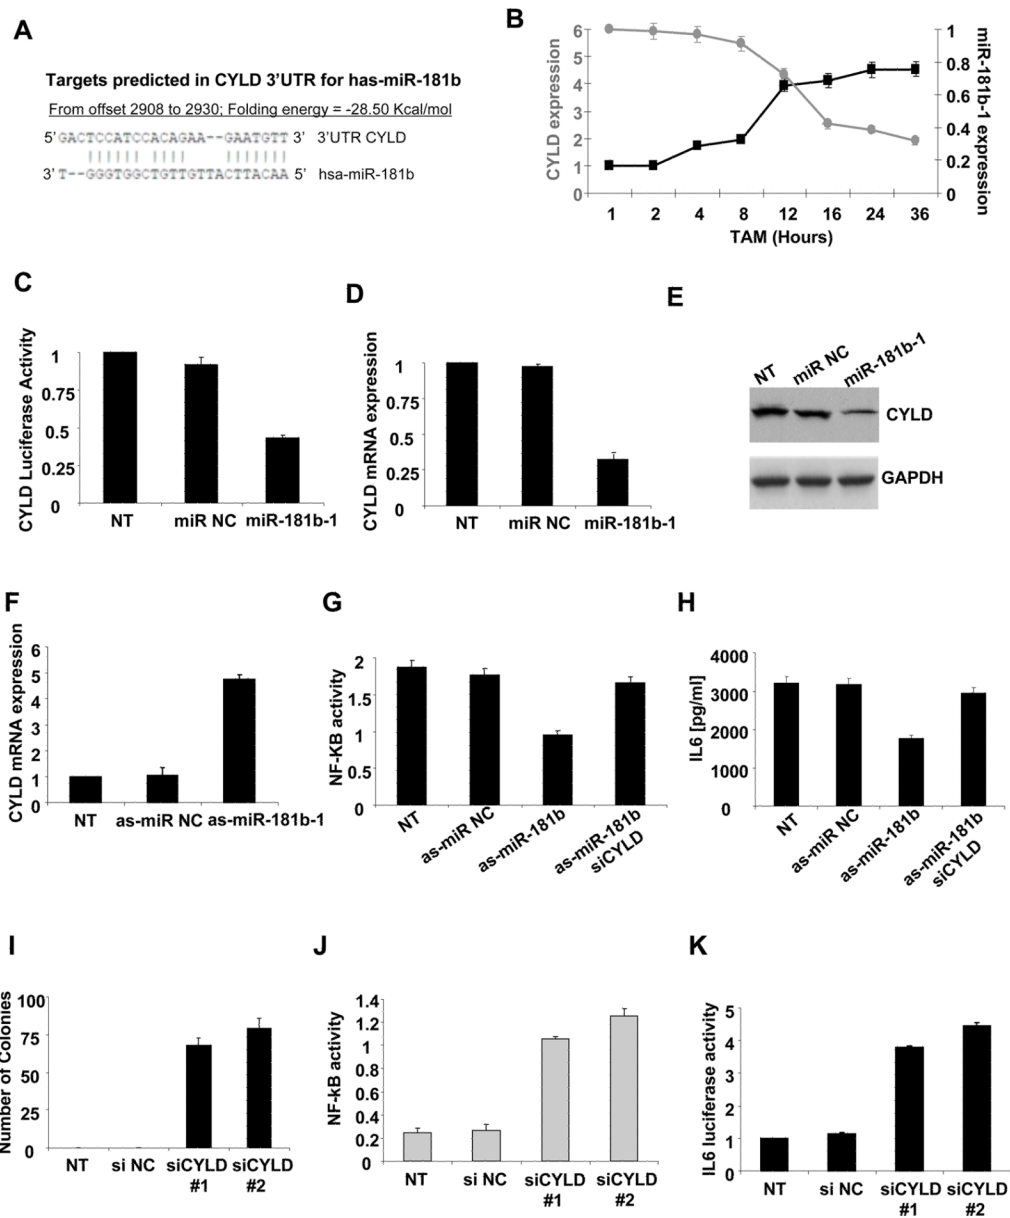 A
Targets predicted in CYLD 3'UTR for has-miR-181b
From offset 2908 to 2930; Folding energy = -28.50 Kcal/mol
5' GACTCCATCCACAGAA--GAATGTT 3' 3'UTR CYLD
3' T--GGGTGGCTGTTGTTACTTACAA 5' hsa-miR-181b
B
CYLD expression
6
5
4
3
2
1
0
1
0.8
0.6
0.4
0.2
0
miR-181b-1 expression
1 2 4 8 12 16 24 36
TAM (Hours)
C
CYLD Luciferase Activity
1
0.75
0.5
0.25
0
NT miR NC miR-181b-1
D
CYLD mRNA expression
1
0.75
0.5
0.25
0
NT miR NC miR-181b-1
E
NT miR NC miR-181b-1
CYLD
GAPDH
F
CYLD mRNA expression
6
5
4
3
2
1
0
NT as-miR NC as-miR-181b-1
G
NF-KB activity
2
1.5
1
0.5
0
NT
as-miR NC
as-miR-181b
as-miR-181b
siCYLD
H
IL6 [pg/ml]
4000
3000
2000
1000
0
NT
as-miR NC
as-miR-181b
as-miR-181b
siCYLD
I
Number of Colonies
100
75
50
25
0
NT si NC siCYLD siCYLD
#1 #2
J
NF-kB activity
1.4
1.2
1
0.8
0.6
0.4
0.2
0
NT si NC siCYLD siCYLD
#1 #2
K
IL6 luciferase activity
5
4
3
2
1
0
NT si NC siCYLD siCYLD
#1 #2